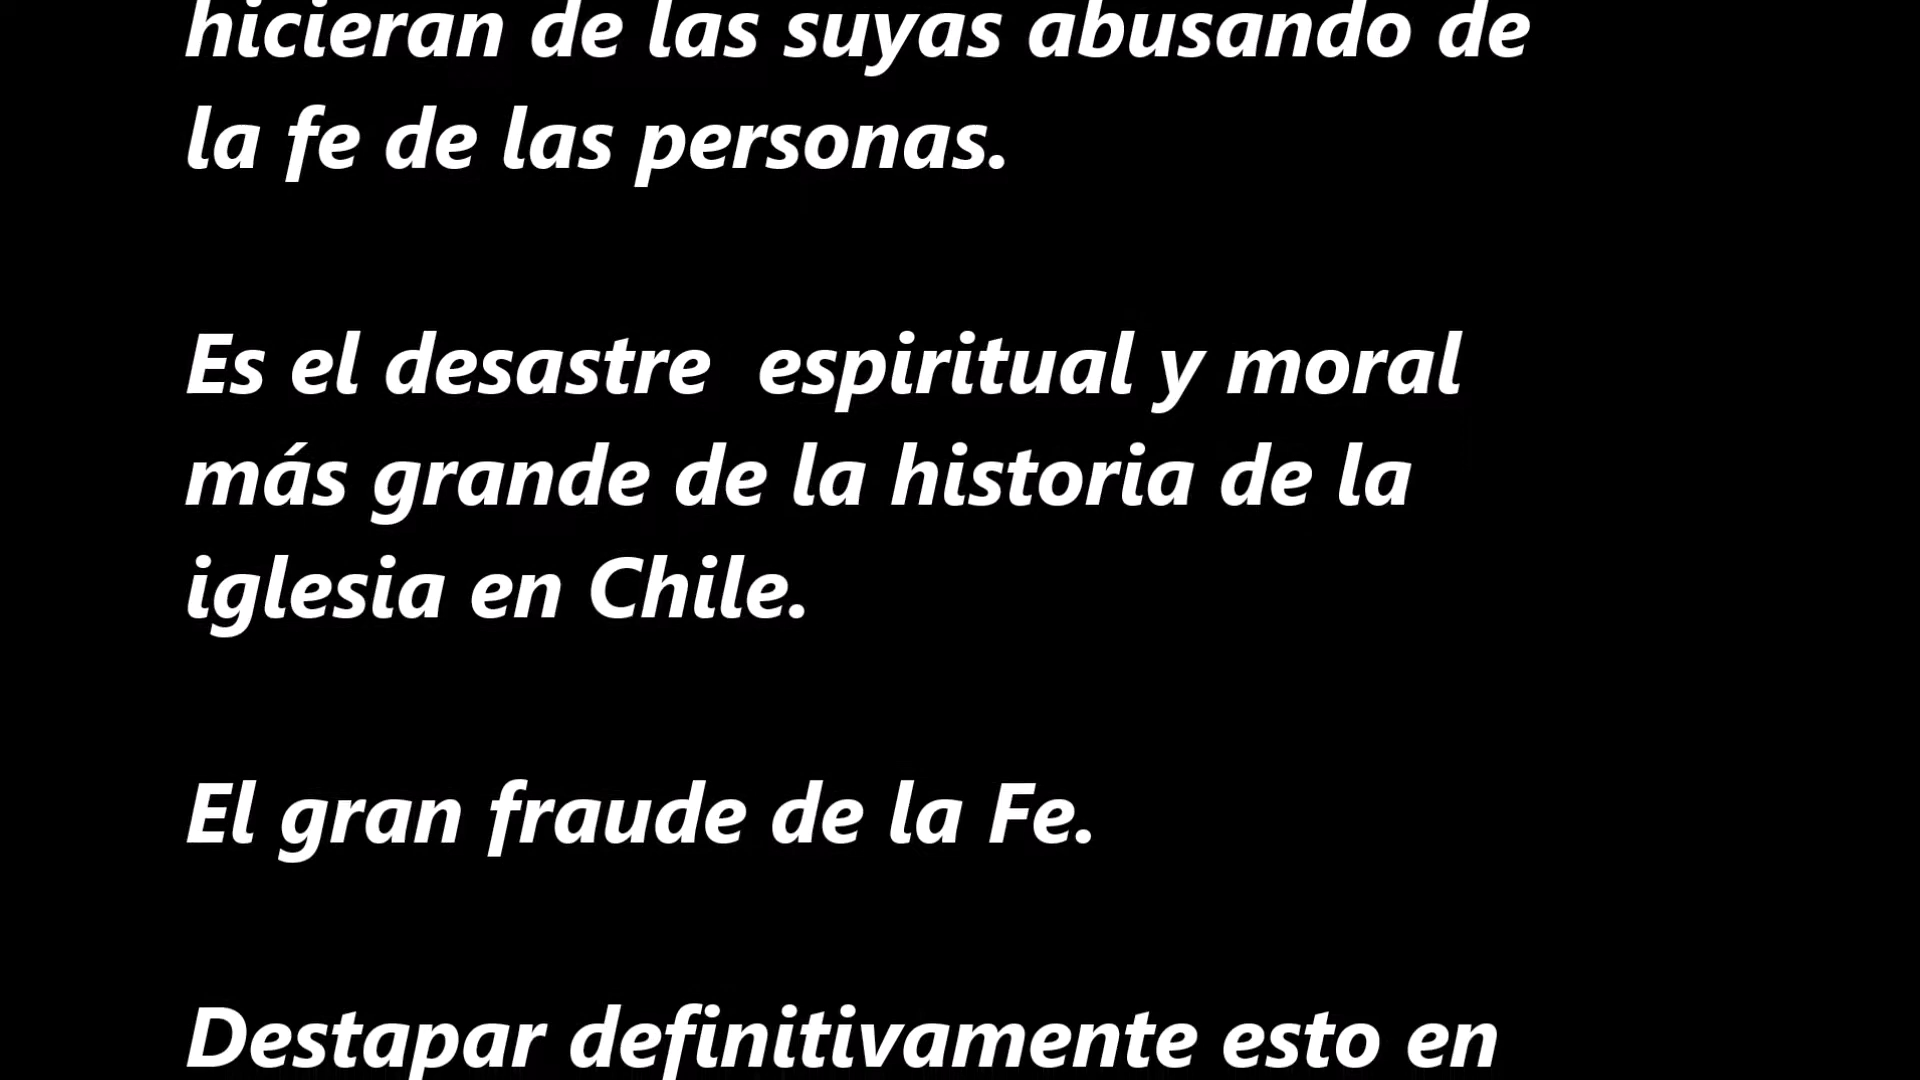 hicieran de las suyas abusando de
la fe de las personas.
Es el desastre  espiritual y moral
más grande de la historia de la
iglesia en Chile.
El gran fraude de la Fe.
Destapar definitivamente esto en